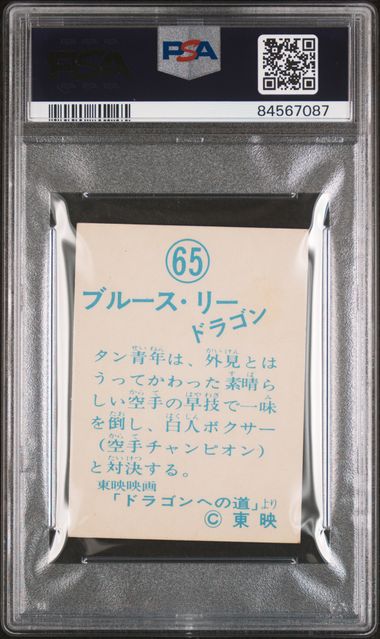 PSA
PSA
84567087
65
ブルース・リー
ドラゴン
タン青年は、外見とは
うってかわった素晴ら
しい空手の早技で一味
を倒し、白人ボクサー
(空手チャンピオン)
と対決する。
東映映画
「ドラゴンへの道」より
© 東映